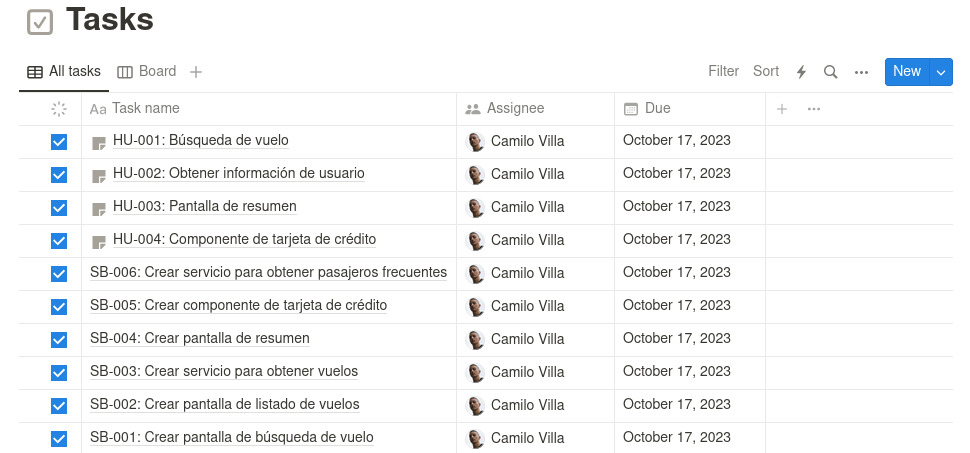 Tasks
All tasks Board Filter Sort New
Aa Task name Assignee Due
HU-001: Búsqueda de vuelo Camilo Villa October 17, 2023
HU-002: Obtener información de usuario Camilo Villa October 17, 2023
HU-003: Pantalla de resumen Camilo Villa October 17, 2023
HU-004: Componente de tarjeta de crédito Camilo Villa October 17, 2023
SB-006: Crear servicio para obtener pasajeros frecuentes Camilo Villa October 17, 2023
SB-005: Crear componente de tarjeta de crédito Camilo Villa October 17, 2023
SB-004: Crear pantalla de resumen Camilo Villa October 17, 2023
SB-003: Crear servicio para obtener vuelos Camilo Villa October 17, 2023
SB-002: Crear pantalla de listado de vuelos Camilo Villa October 17, 2023
SB-001: Crear pantalla de búsqueda de vuelo Camilo Villa October 17, 2023